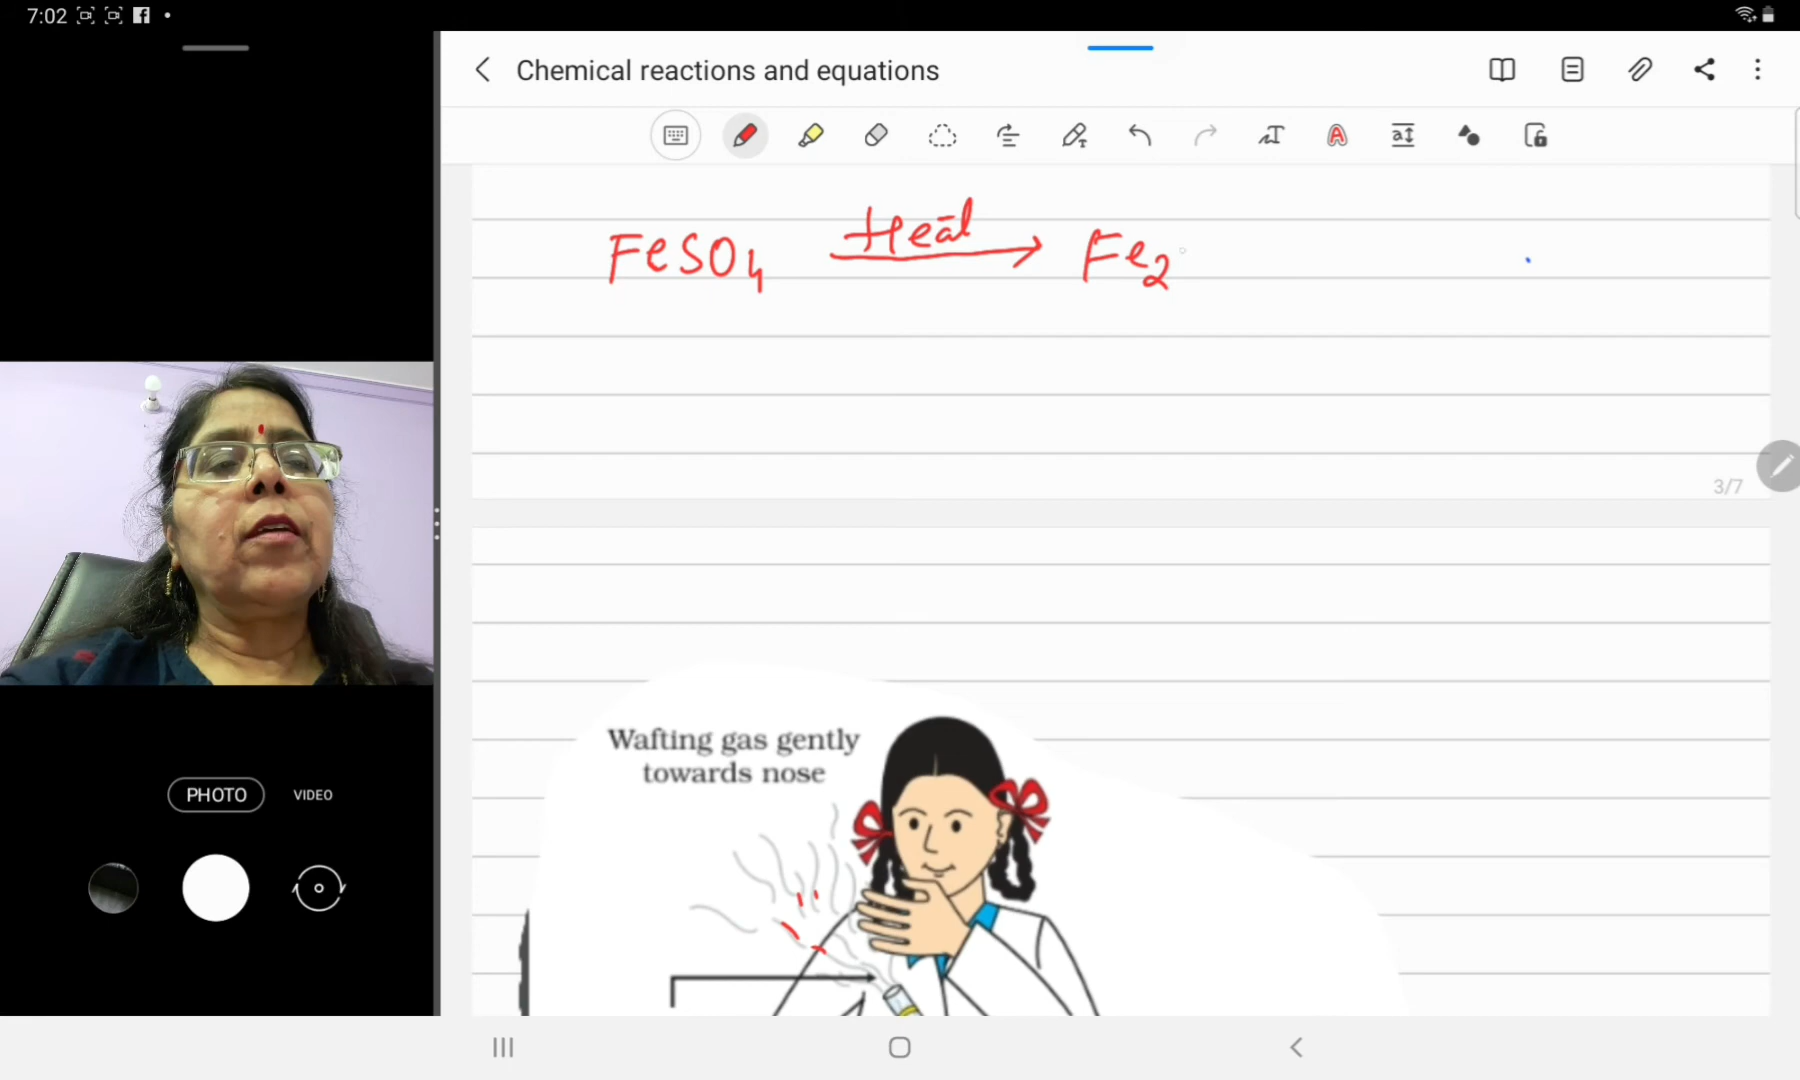 7:02
Chemical reactions and equations
FeSO4 Heat → Fe2
3/7
Wafting gas gently
towards nose
PHOTO VIDEO